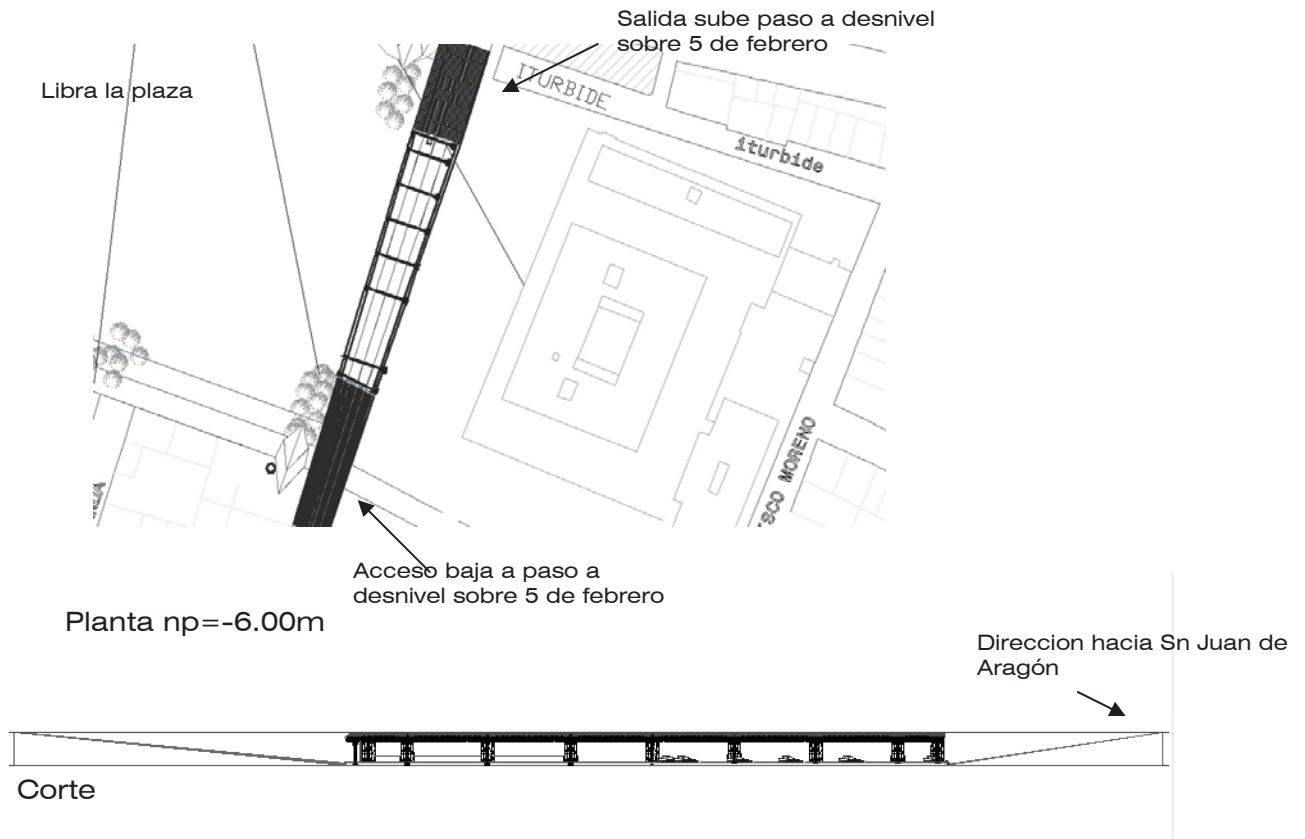 Salida sube paso a desnivel
sobre 5 de febrero
Libra la plaza
ITURBIDE
iturbide
SCO MORENO
Acceso baja a paso a
desnivel sobre 5 de febrero
Planta np=-6.00m
Direccion hacia Sn Juan de
Aragón
Corte